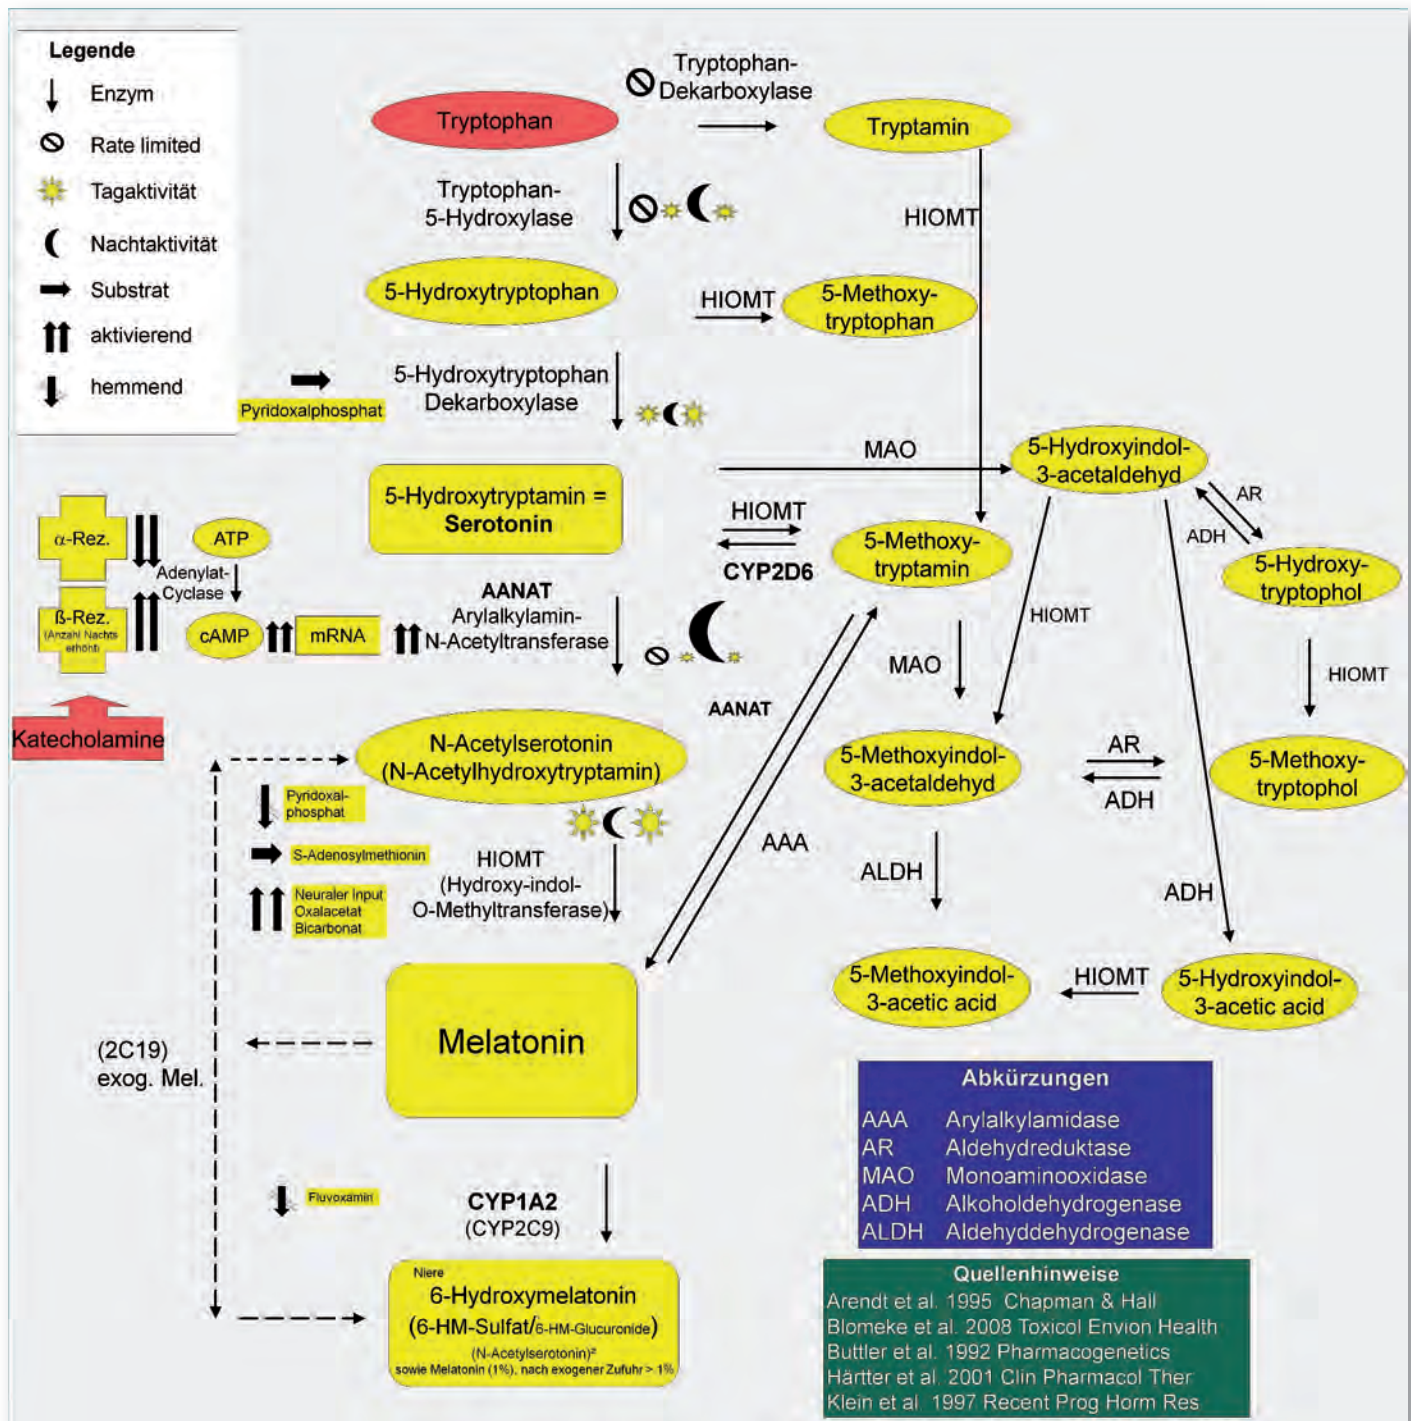 Legende
Enzym
Rate limited
Tagaktivität
Nachtaktivität
Substrat
aktivierend
hemmend
Tryptophan
Tryptophan-
Dekarboxylase
Tryptamin
Tryptophan-
5-Hydroxylase
HIOMT
5-Hydroxytryptophan
HIOMT
5-Methoxy-
tryptophan
Pyridoxalphosphat
5-Hydroxytryptophan
Dekarboxylase
5-Hydroxytryptamin =
Serotonin
MAO
5-Hydroxyindol-
3-acetaldehyd
AR
ADH
HIOMT
CYP2D6
5-Methoxy-
tryptamin
5-Hydroxy-
tryptophol
α-Rez.
ATP
Adenylat-
Cyclase
ß-Rez.
(Anzahl Nachts
erhöht)
cAMP
mRNA
AANAT
Arylalkylamin-
N-Acetyltransferase
HIOMT
MAO
HIOMT
AANAT
Katecholamine
N-Acetylserotonin
(N-Acetylhydroxytryptamin)
5-Methoxyindol-
3-acetaldehyd
AR
ADH
5-Methoxy-
tryptophol
Pyridoxal-
phosphat
S-Adenosylmethionin
Neuraler Input
Oxalacetat
Bicarbonat
HIOMT
(Hydroxy-indol-
O-Methyltransferase)
AAA
ALDH
ADH
5-Methoxyindol-
3-acetic acid
HIOMT
5-Hydroxyindol-
3-acetic acid
Melatonin
(2C19)
exog. Mel.
Fluvoxamin
CYP1A2
(CYP2C9)
Niere
6-Hydroxymelatonin
(6-HM-Sulfat/6-HM-Glucuronide)
(N-Acetylserotonin)²
sowie Melatonin (1%), nach exogener Zufuhr > 1%
Abkürzungen
AAA Arylalkylamidase
AR Aldehydreduktase
MAO Monoaminooxidase
ADH Alkoholdehydrogenase
ALDH Aldehyddehydrogenase
Quellenhinweise
Arendt et al. 1995 Chapman & Hall
Blomeke et al. 2008 Toxicol Envion Health
Buttler et al. 1992 Pharmacogenetics
Härtter et al. 2001 Clin Pharmacol Ther
Klein et al. 1997 Recent Prog Horm Res